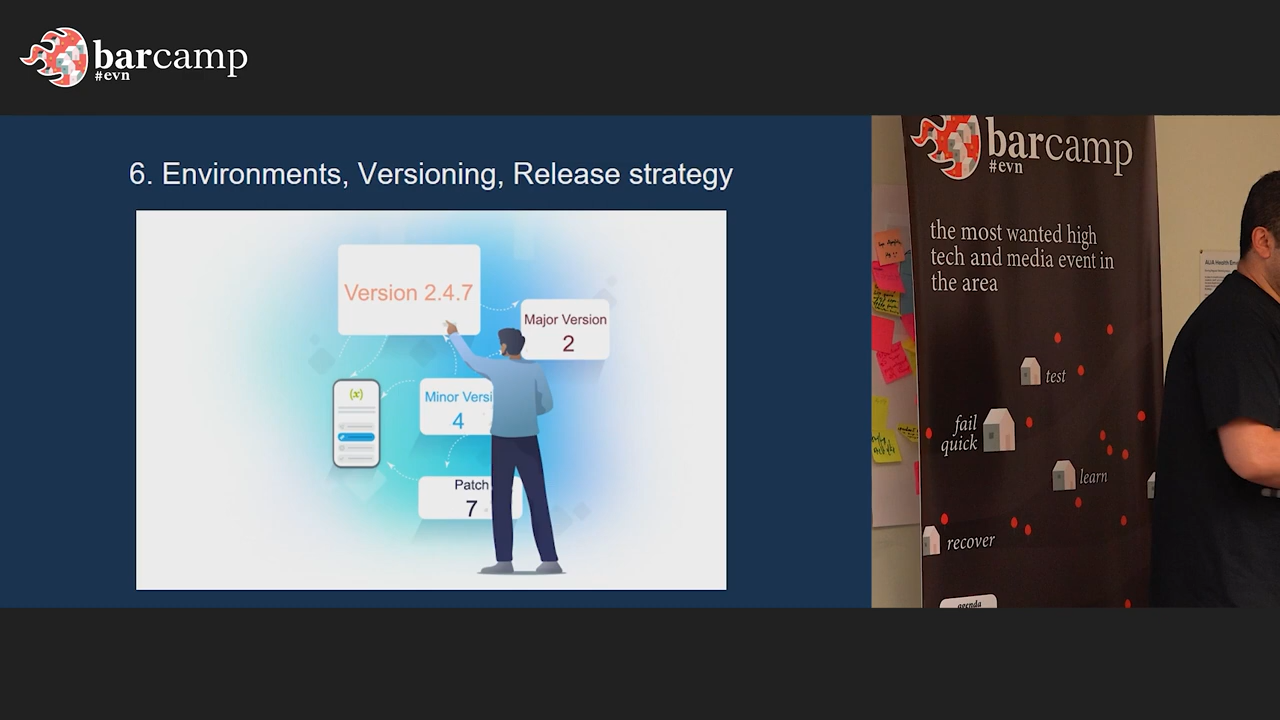 barcamp
#evn
6. Environments, Versioning, Release strategy
Version 2.4.7
Major Version
2
(x)
Minor Versi
4
Patch
7
barcamp
#evn
the most wanted high
tech and media event in
the area
test
fail
quick
learn
recover
agenda